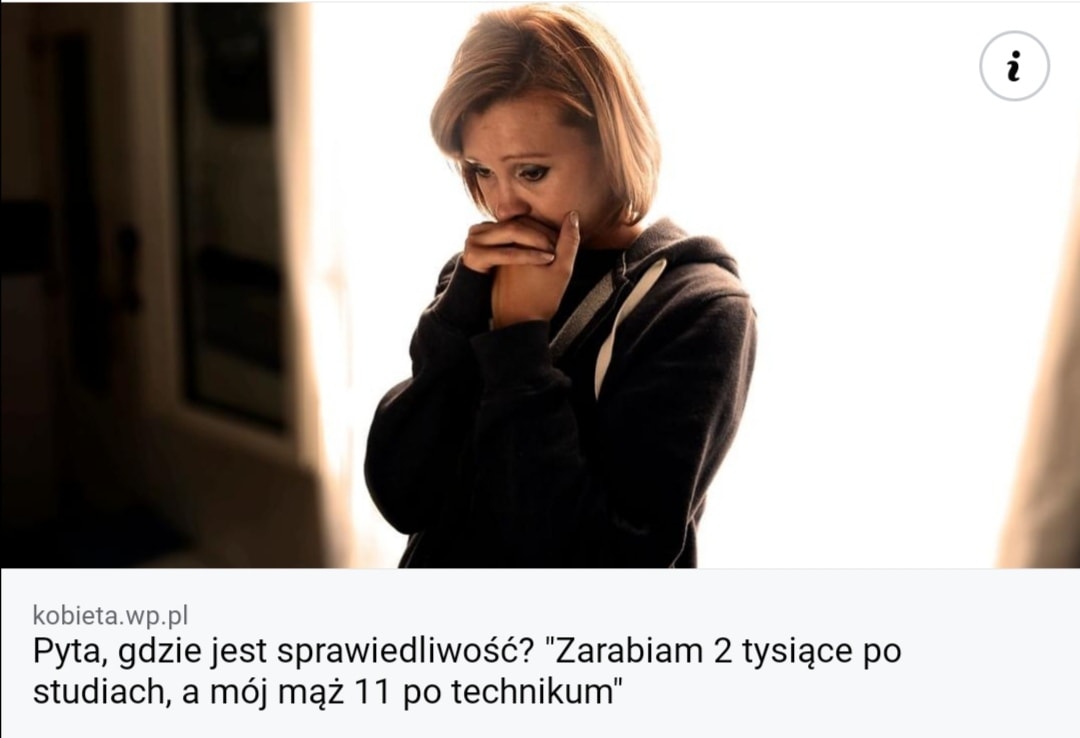 i
kobieta.wp.pl
Pyta, gdzie jest sprawiedliwość? "Zarabiam 2 tysiące po
studiach, a mój mąż 11 po technikum"